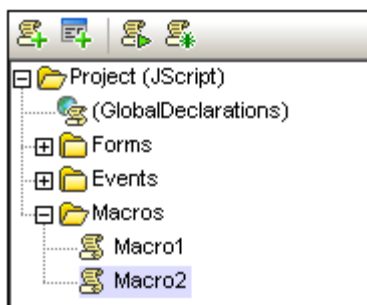 Project (JScript)
(GlobalDeclarations)
Forms
Events
Macros
Macro1
Macro2